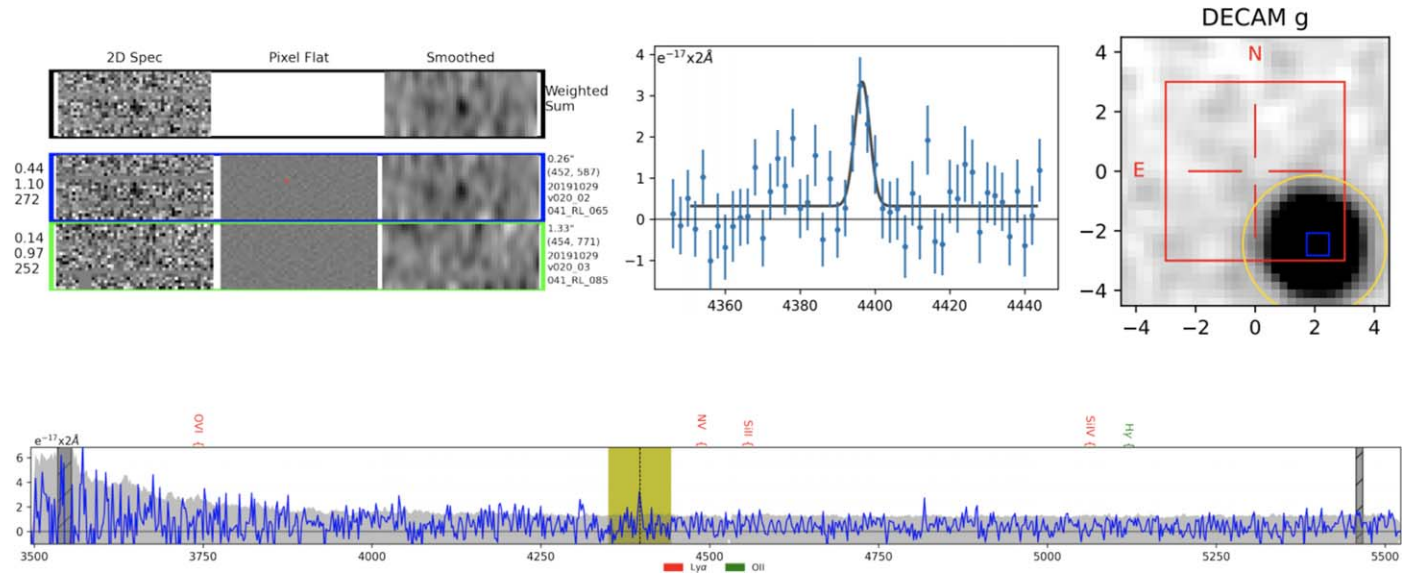 DECAM g
2D Spec Pixel Flat Smoothed
Weighted
Sum
0.44
1.10
272
0.26"
(452, 587)
20191029
v020_02
041_RL_065
0.14
0.97
252
1.33"
(454, 771)
20191029
v020_03
041_RL_085
e⁻¹⁷x2Å
4
3
2
1
0
−1
4360 4380 4400 4420 4440
N
E
4
2
0
−2
−4
−4 −2 0 2 4
OVI { NV { SiII { SiIV { Hγ {
e⁻¹⁷x2Å
6
4
2
0
3500 3750 4000 4250 4500 4750 5000 5250 5500
Lyα OII